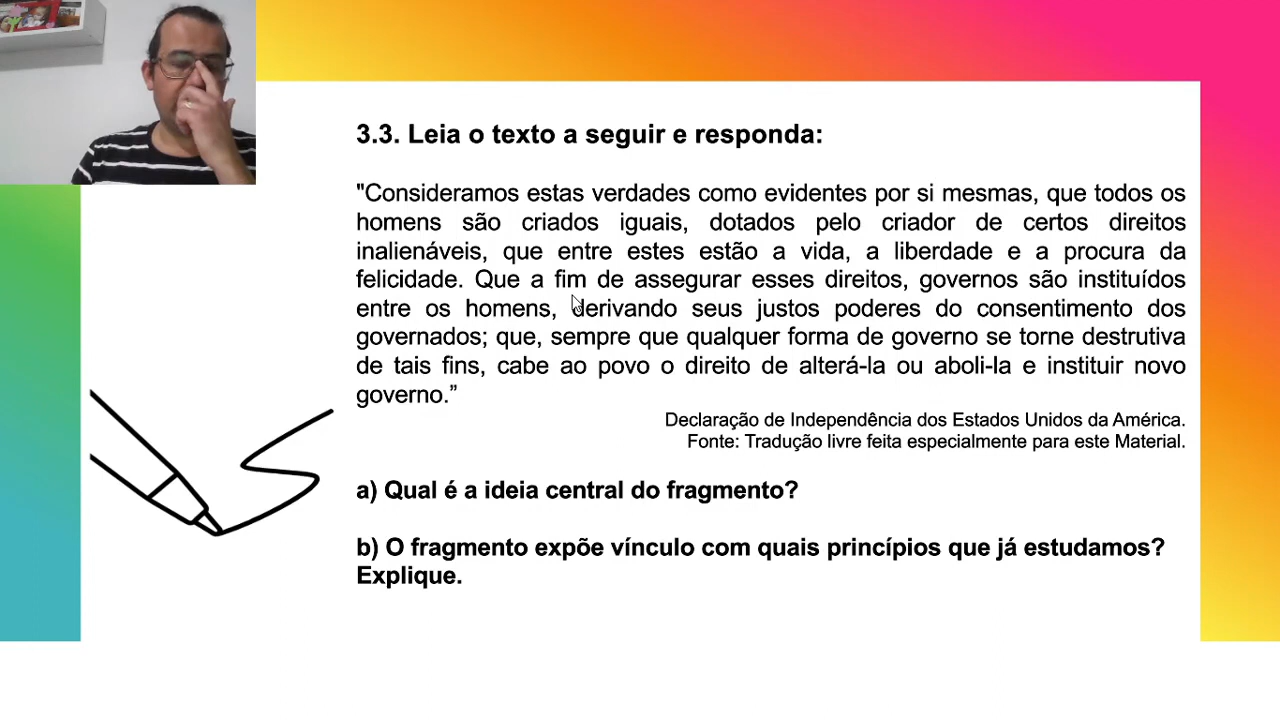 3.3. Leia o texto a seguir e responda:
"Consideramos estas verdades como evidentes por si mesmas, que todos os
homens são criados iguais, dotados pelo criador de certos direitos
inalienáveis, que entre estes estão a vida, a liberdade e a procura da
felicidade. Que a fim de assegurar esses direitos, governos são instituídos
entre os homens, derivando seus justos poderes do consentimento dos
governados; que, sempre que qualquer forma de governo se torne destrutiva
de tais fins, cabe ao povo o direito de alterá-la ou aboli-la e instituir novo
governo.”
Declaração de Independência dos Estados Unidos da América.
Fonte: Tradução livre feita especialmente para este Material.
a) Qual é a ideia central do fragmento?
b) O fragmento expõe vínculo com quais princípios que já estudamos?
Explique.